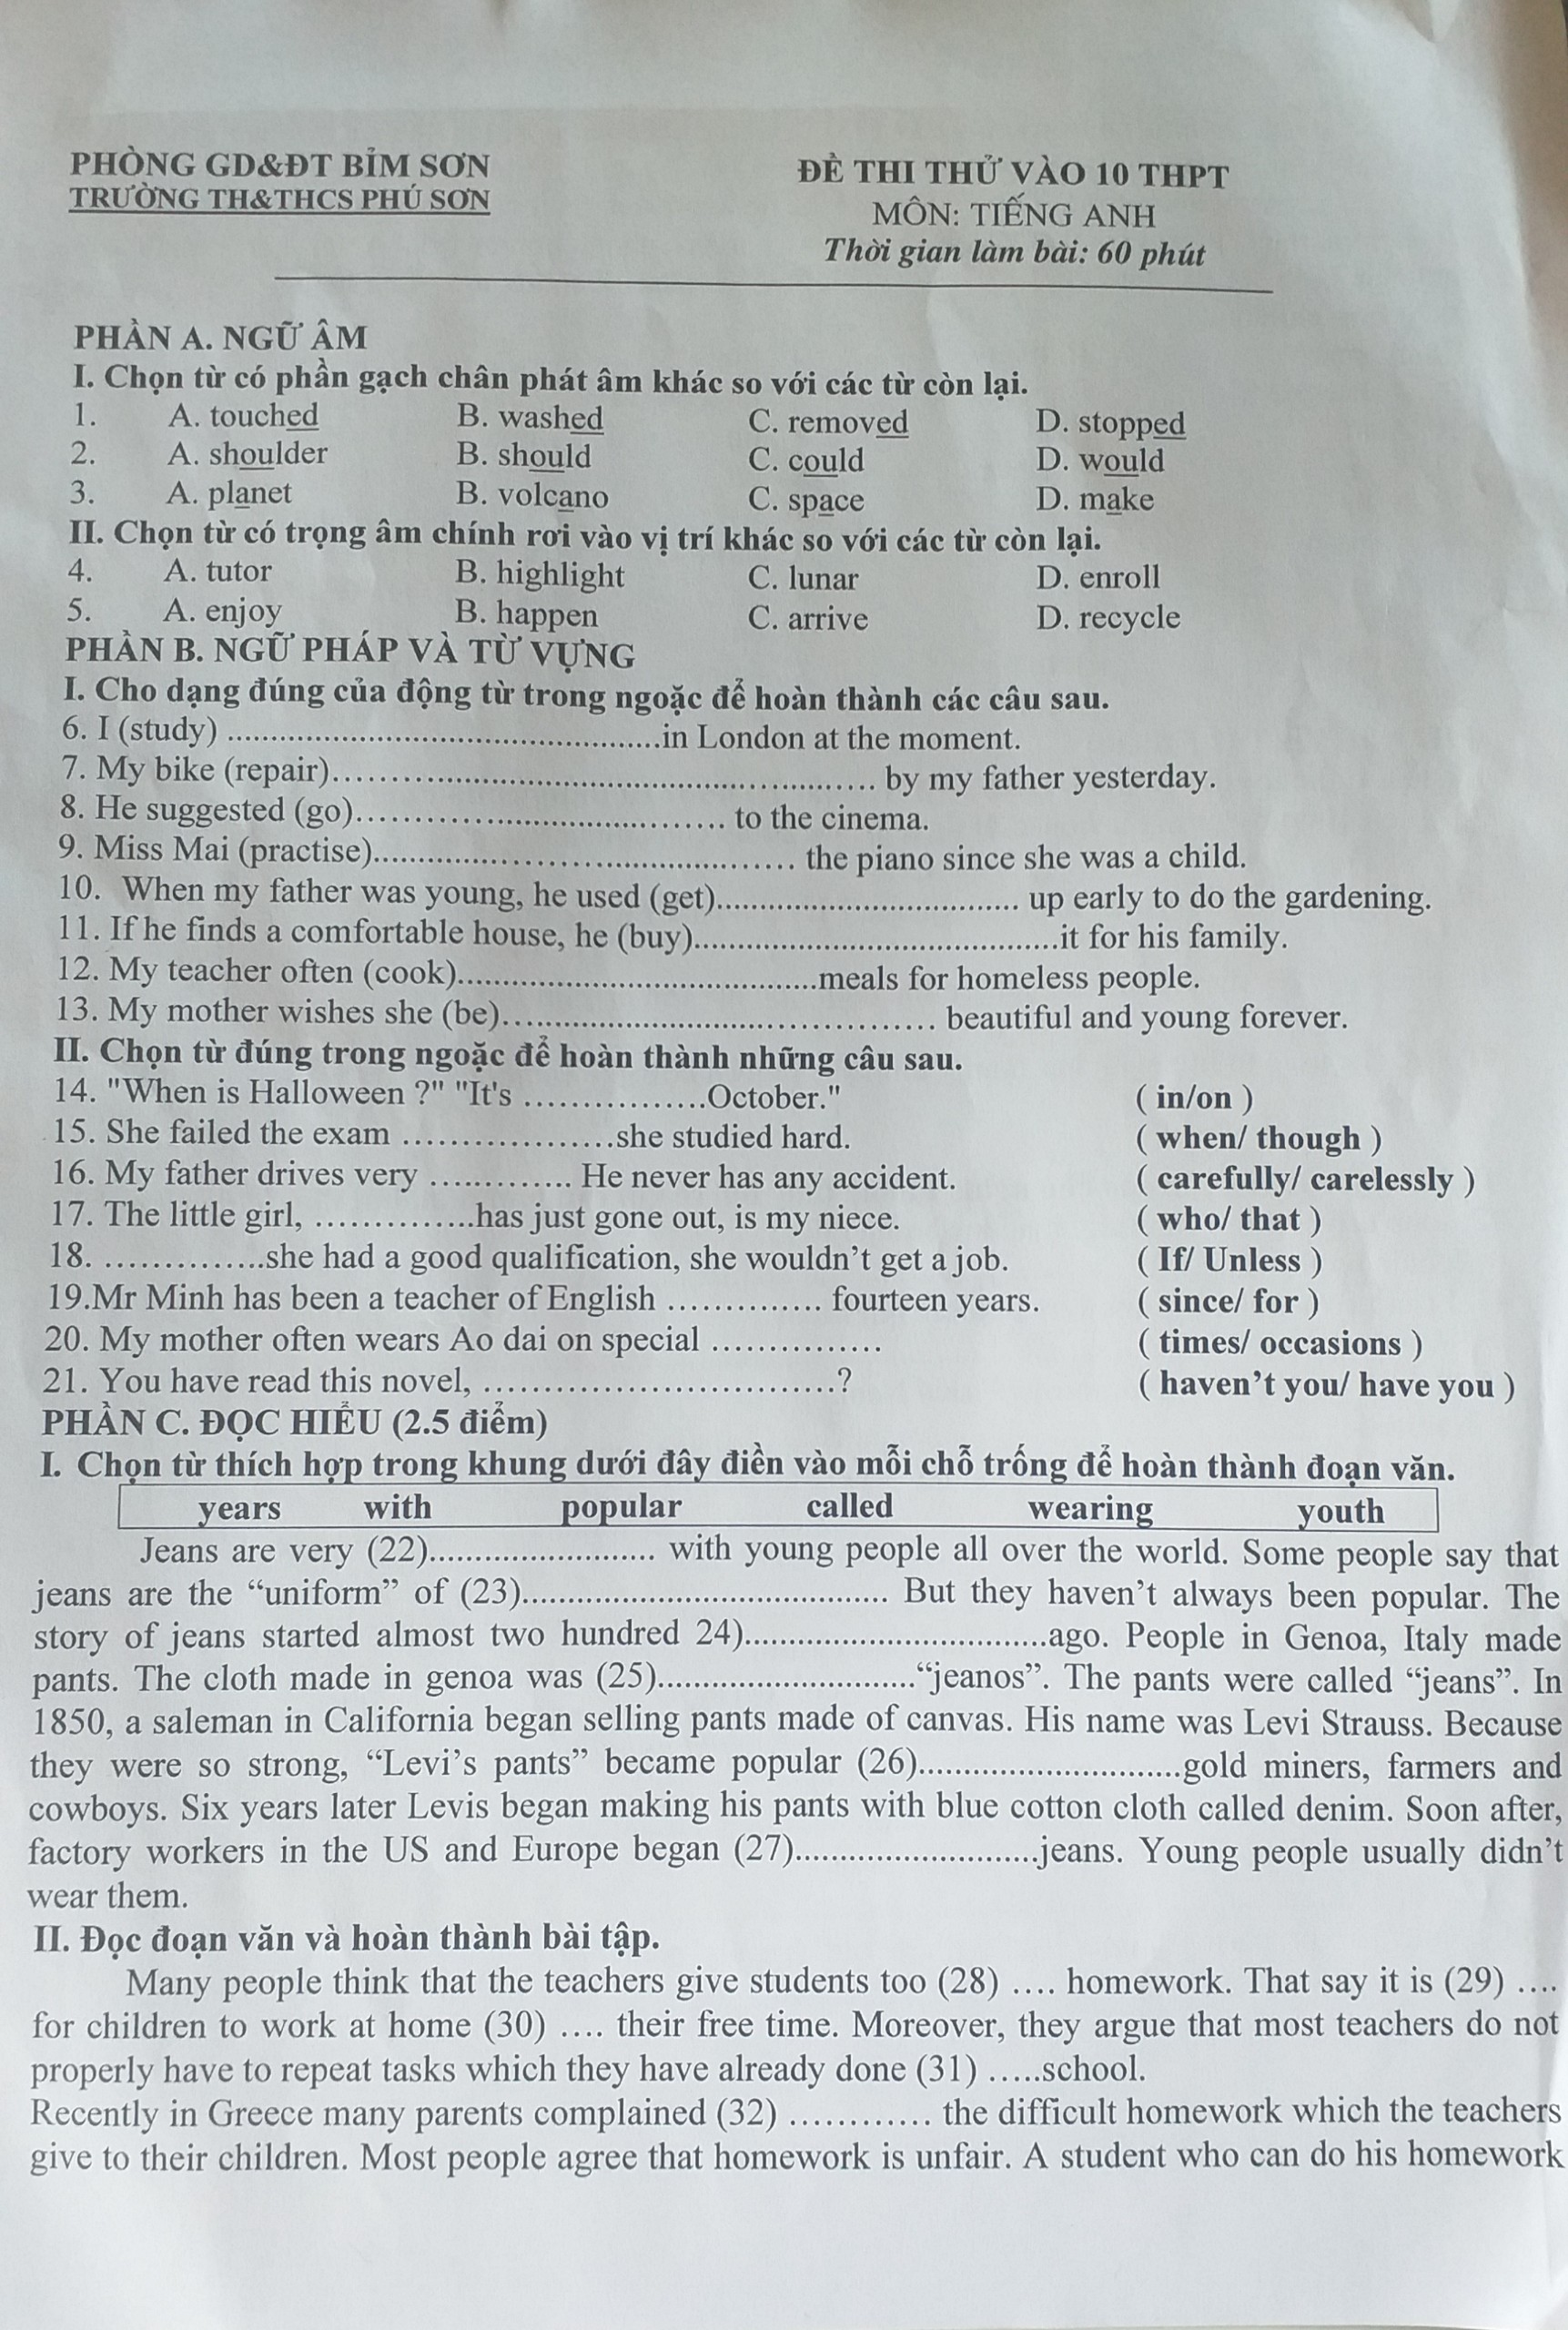 PHÒNG GD&ĐT BỈM SƠN
TRƯỜNG TH&THCS PHÚ SƠN
ĐỀ THI THỬ VÀO 10 THPT
MÔN: TIẾNG ANH
Thời gian làm bài: 60 phút
PHẦN A. NGỮ ÂM
I. Chọn từ có phần gạch chân phát âm khác so với các từ còn lại.
1. A. touched B. washed C. removed D. stopped
2. A. shoulder B. should C. could D. would
3. A. planet B. volcano C. space D. make
II. Chọn từ có trọng âm chính rơi vào vị trí khác so với các từ còn lại.
4. A. tutor B. highlight C. lunar D. enroll
5. A. enjoy B. happen C. arrive D. recycle
PHẦN B. NGỮ PHÁP VÀ TỪ VỰNG
I. Cho dạng đúng của động từ trong ngoặc để hoàn thành các câu sau.
6. I (study) ..................................................in London at the moment.
7. My bike (repair)............................................................... by my father yesterday.
8. He suggested (go)........................................... to the cinema.
9. Miss Mai (practise)................................................. the piano since she was a child.
10. When my father was young, he used (get)................................... up early to do the gardening.
11. If he finds a comfortable house, he (buy)..........................................it for his family.
12. My teacher often (cook)..........................................meals for homeless people.
13. My mother wishes she (be).................................................. beautiful and young forever.
II. Chọn từ đúng trong ngoặc để hoàn thành những câu sau.
14. "When is Halloween ?" "It's .................October." ( in/on )
15. She failed the exam ....................she studied hard. ( when/ though )
16. My father drives very ............. He never has any accident. ( carefully/ carelessly )
17. The little girl, ...............has just gone out, is my niece. ( who/ that )
18. ...............she had a good qualification, she wouldn’t get a job. ( If/ Unless )
19.Mr Minh has been a teacher of English .............. fourteen years. ( since/ for )
20. My mother often wears Ao dai on special ................ ( times/ occasions )
21. You have read this novel, .................................? ( haven’t you/ have you )
PHẦN C. ĐỌC HIỂU (2.5 điểm)
I. Chọn từ thích hợp trong khung dưới đây điền vào mỗi chỗ trống để hoàn thành đoạn văn.
years with popular called wearing youth
Jeans are very (22).......................... with young people all over the world. Some people say that
jeans are the “uniform” of (23).......................................... But they haven’t always been popular. The
story of jeans started almost two hundred 24)...................................ago. People in Genoa, Italy made
pants. The cloth made in genoa was (25)..............................“jeanos”. The pants were called “jeans”. In
1850, a saleman in California began selling pants made of canvas. His name was Levi Strauss. Because
they were so strong, “Levi’s pants” became popular (26)..............................gold miners, farmers and
cowboys. Six years later Levis began making his pants with blue cotton cloth called denim. Soon after,
factory workers in the US and Europe began (27)............................jeans. Young people usually didn’t
wear them.
II. Đọc đoạn văn và hoàn thành bài tập.
Many people think that the teachers give students too (28) .... homework. That say it is (29) ....
for children to work at home (30) .... their free time. Moreover, they argue that most teachers do not
properly have to repeat tasks which they have already done (31) .....school.
Recently in Greece many parents complained (32) ............ the difficult homework which the teachers
give to their children. Most people agree that homework is unfair. A student who can do his homework